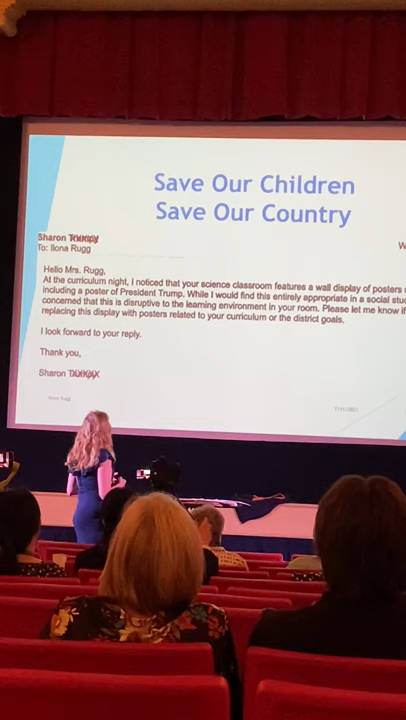 Save Our Children
Save Our Country
Sharon
To: Ilona Rugg
W
Hello Mrs. Rugg,
At the curriculum night, I noticed that your science classroom features a wall display of posters
including a poster of President Trump. While I would find this entirely appropriate in a social stu
concerned that this is disruptive to the learning environment in your room. Please let me know if
replacing this display with posters related to your curriculum or the district goals.
I look forward to your reply.
Thank you,
Sharon
Ilona Rugg